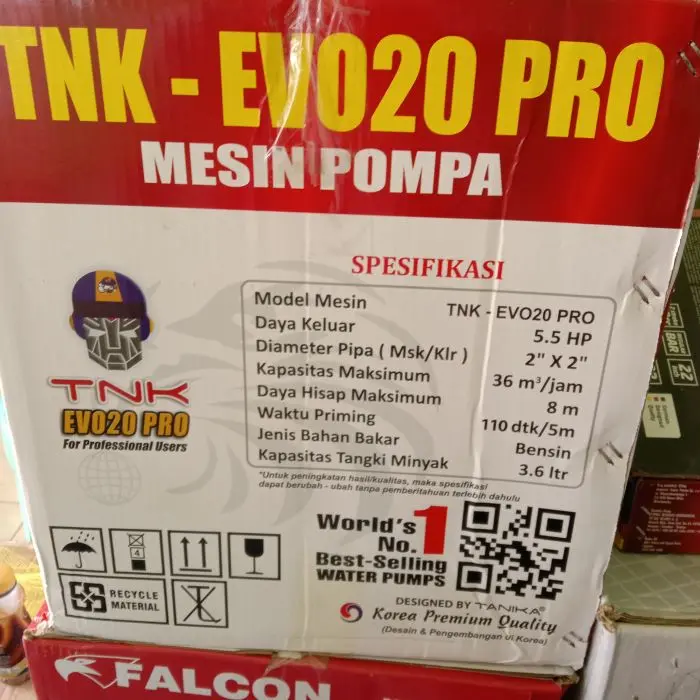 TNK - EVO20 PRO
MESIN POMPA
SPESIFIKASI
Model Mesin TNK - EVO20 PRO
Daya Keluar 5.5 HP
Diameter Pipa ( Msk/Klr ) 2" X 2"
Kapasitas Maksimum 36 m³/jam
Daya Hisap Maksimum 8 m
Waktu Priming 110 dtk/5m
Jenis Bahan Bakar Bensin
Kapasitas Tangki Minyak 3.6 ltr
*Untuk peningkatan hasil/kualitas, maka spesifikasi
dapat berubah - ubah tanpa pemberitahuan terlebih dahulu
TNK
EVO20 PRO
For Professional Users
4
RECYCLE
MATERIAL
World's
No. 1
Best-Selling
WATER PUMPS
DESIGNED BY TANIKA®
Korea Premium Quality
(Desain & Pengembangan di Korea)
FALCON
BAR
22